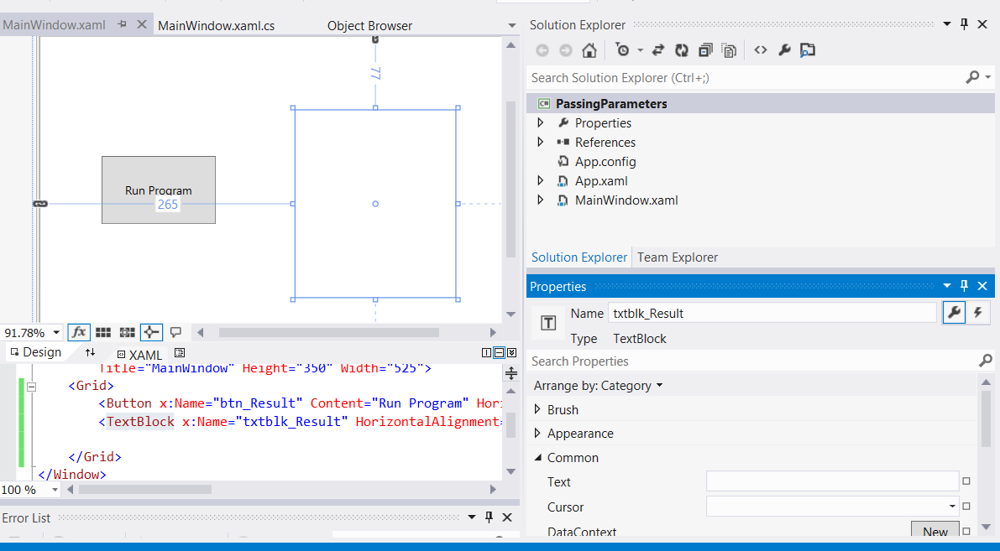 MainWindow.xaml
MainWindow.xaml.cs
Object Browser
77
Run Program
265
91.78%
fx
Design
XAML
Title="MainWindow" Height="350" Width="525">
<Grid>
<Button x:Name="btn_Result" Content="Run Program" Hori
<TextBlock x:Name="txtblk_Result" HorizontalAlignment=
</Grid>
</Window>
100 %
Error List
Solution Explorer
Search Solution Explorer (Ctrl+;)
C# PassingParameters
Properties
References
App.config
App.xaml
MainWindow.xaml
Solution Explorer
Team Explorer
Properties
T
Name txtblk_Result
Type TextBlock
Search Properties
Arrange by: Category
Brush
Appearance
Common
Text
Cursor
DataContext
New